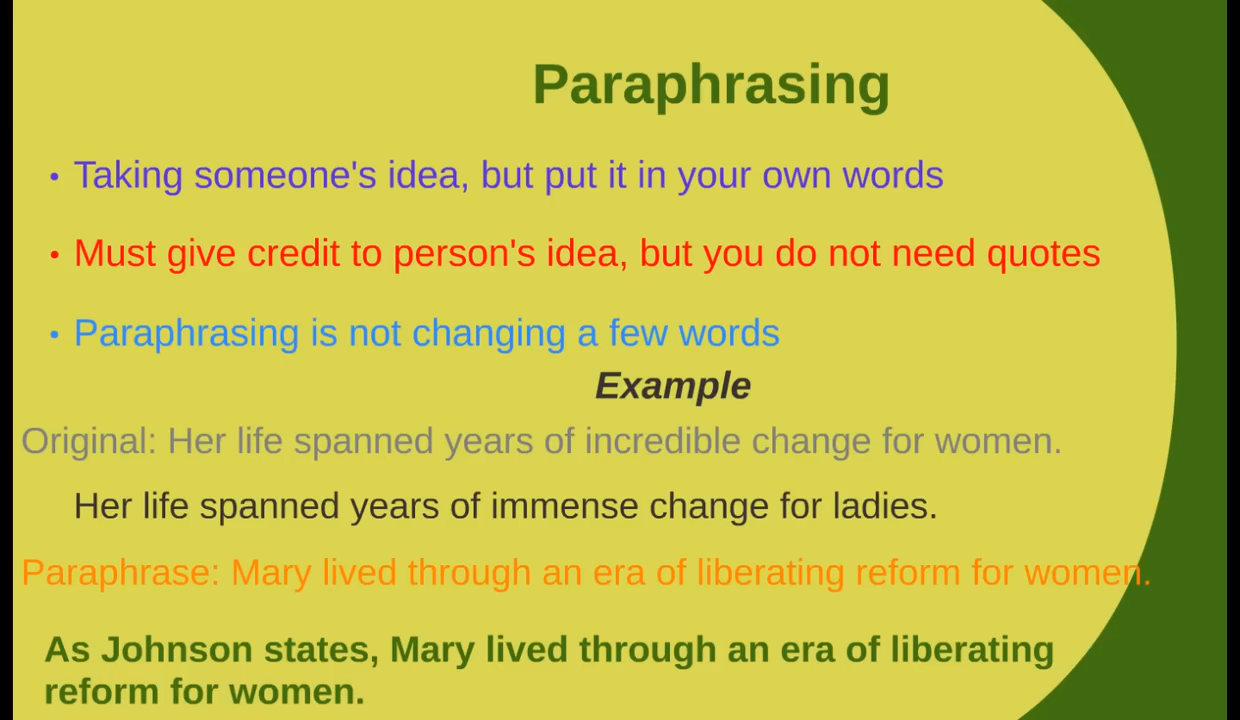 Paraphrasing
• Taking someone's idea, but put it in your own words
• Must give credit to person's idea, but you do not need quotes
• Paraphrasing is not changing a few words
Example
Original: Her life spanned years of incredible change for women.
Her life spanned years of immense change for ladies.
Paraphrase: Mary lived through an era of liberating reform for women.
As Johnson states, Mary lived through an era of liberating
reform for women.